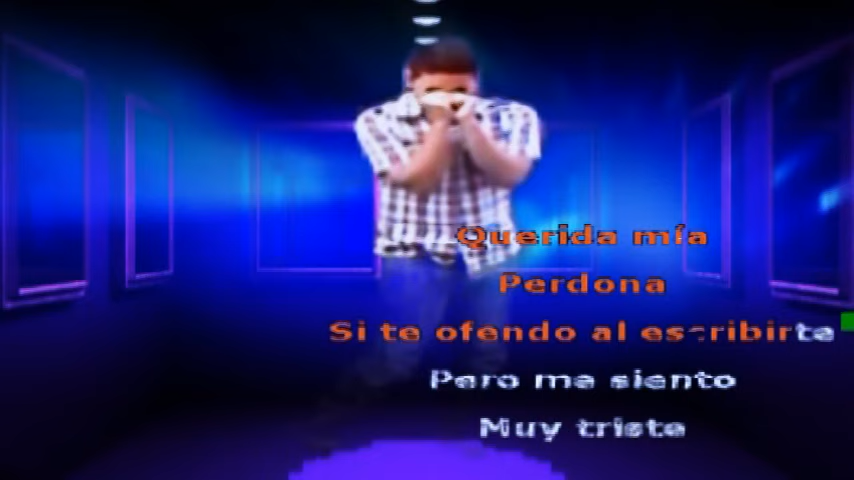 Querida mía
Perdona
Si te ofendo al escribirte
Pero me siento
Muy triste